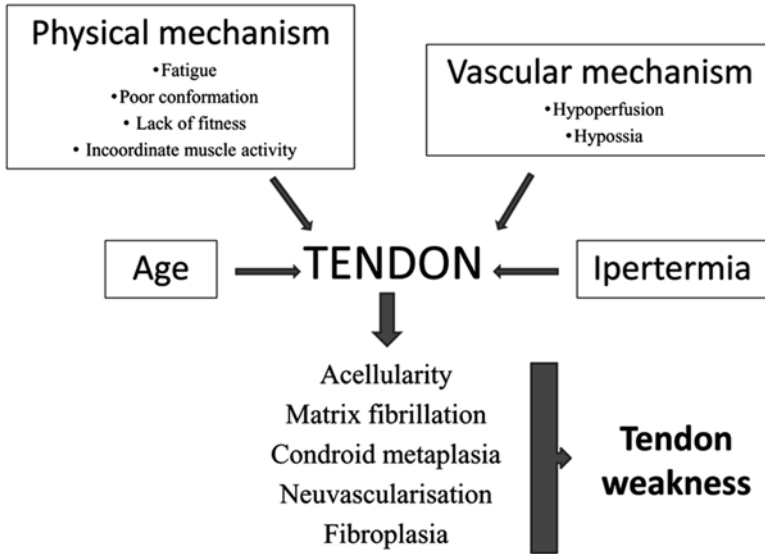 Physical mechanism
•Fatigue
•Poor conformation
• Lack of fitness
• Incoordinate muscle activity
Vascular mechanism
•Hypoperfusion
•Hypossia
Age
TENDON
Ipertermia
Acellularity
Matrix fibrillation
Condroid metaplasia
Neuvascularisation
Fibroplasia
Tendon
weakness